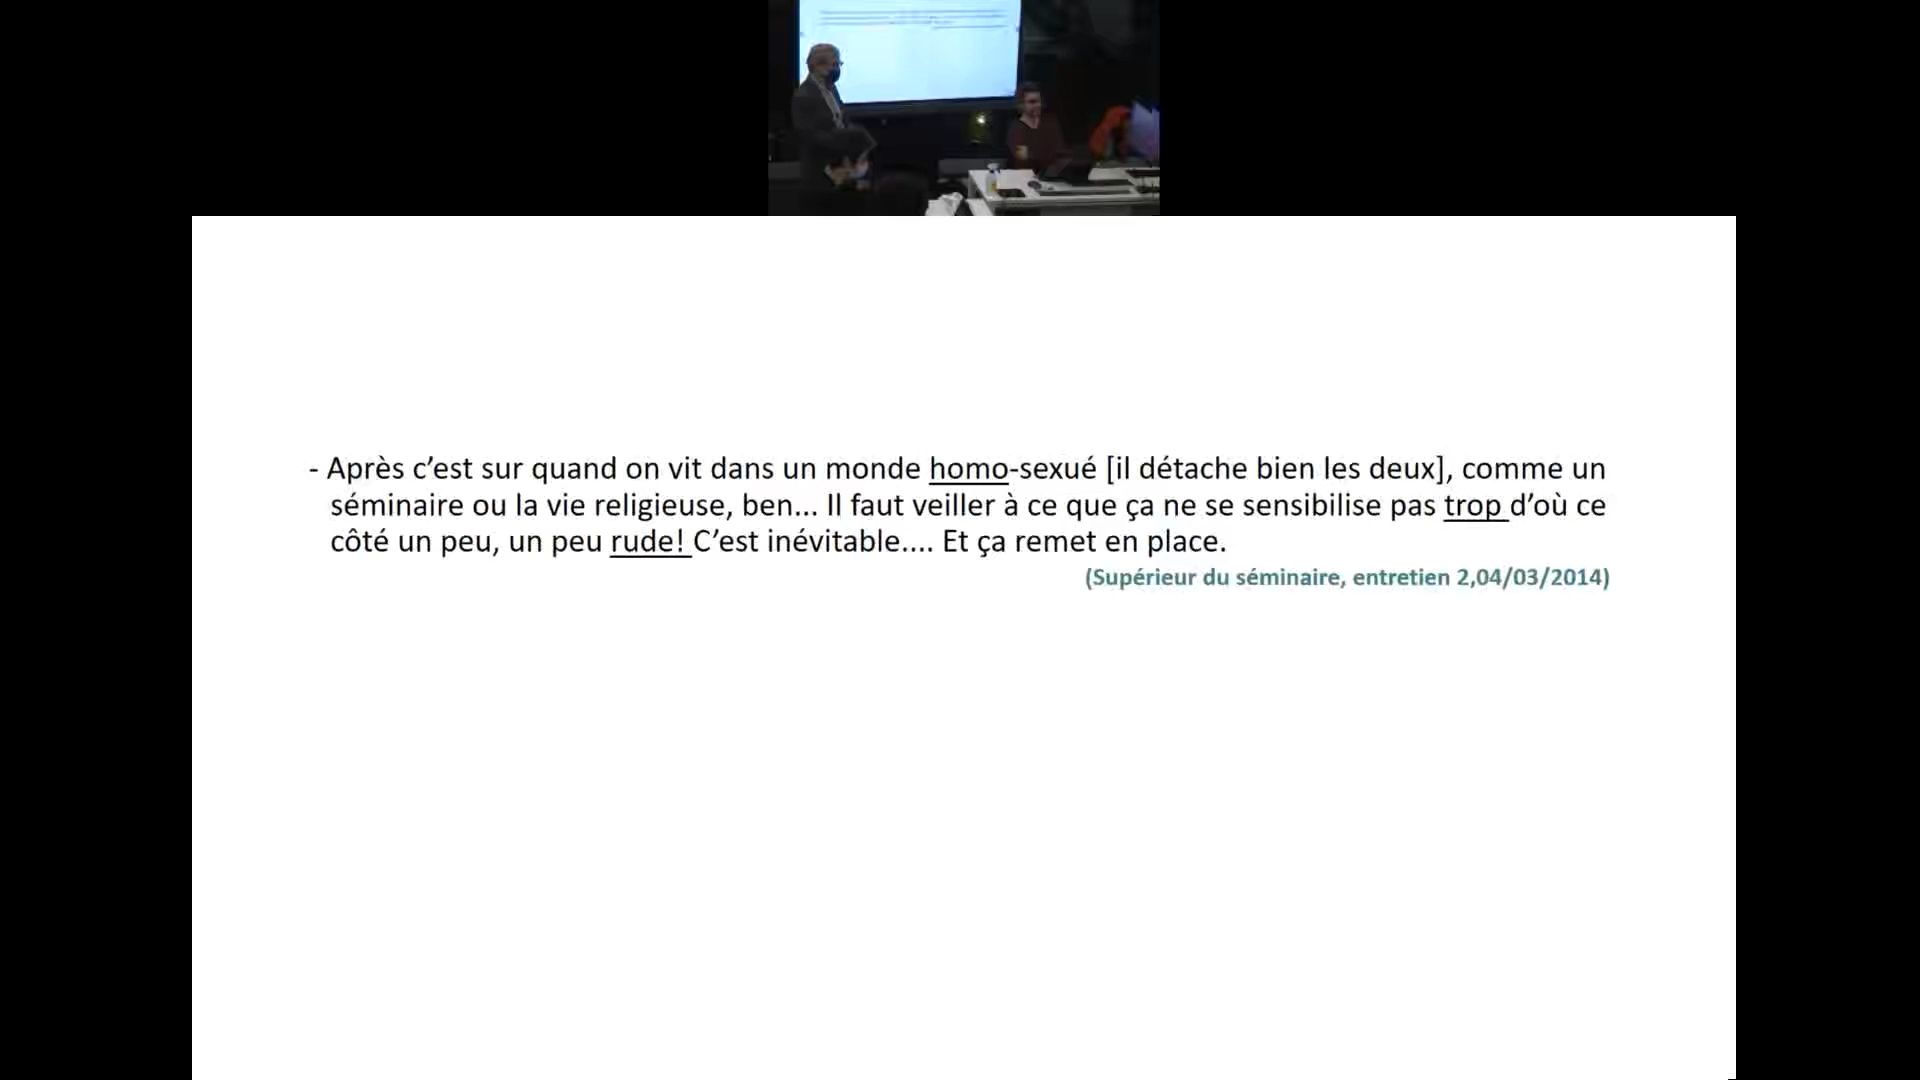 - Après c’est sur quand on vit dans un monde homo-sexué [il détache bien les deux], comme un
séminaire ou la vie religieuse, ben... Il faut veiller à ce que ça ne se sensibilise pas trop d’où ce
côté un peu, un peu rude! C’est inévitable.... Et ça remet en place.
(Supérieur du séminaire, entretien 2,04/03/2014)